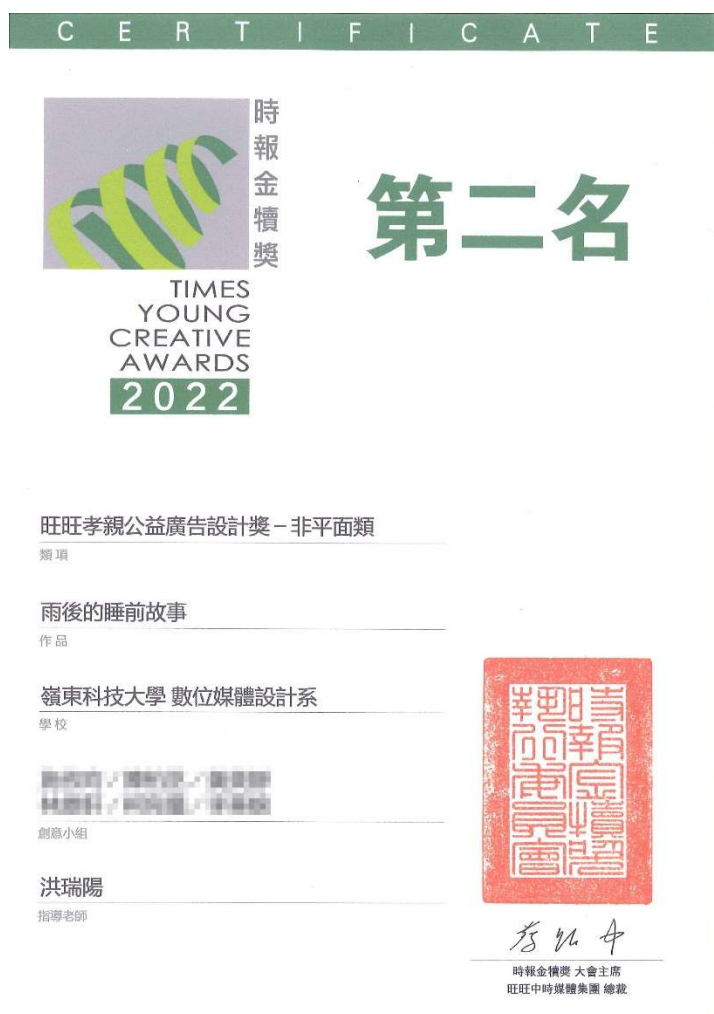 CERTIFICATE
時報金犢獎
第二名
TIMES
YOUNG
CREATIVE
AWARDS
2022
旺旺孝親公益廣告設計獎－非平面類
類項
雨後的睡前故事
作品
嶺東科技大學 數位媒體設計系
學校
創意小組
洪瑞陽
指導老師
時報金犢獎 大會主席
旺旺中時媒體集團 總裁